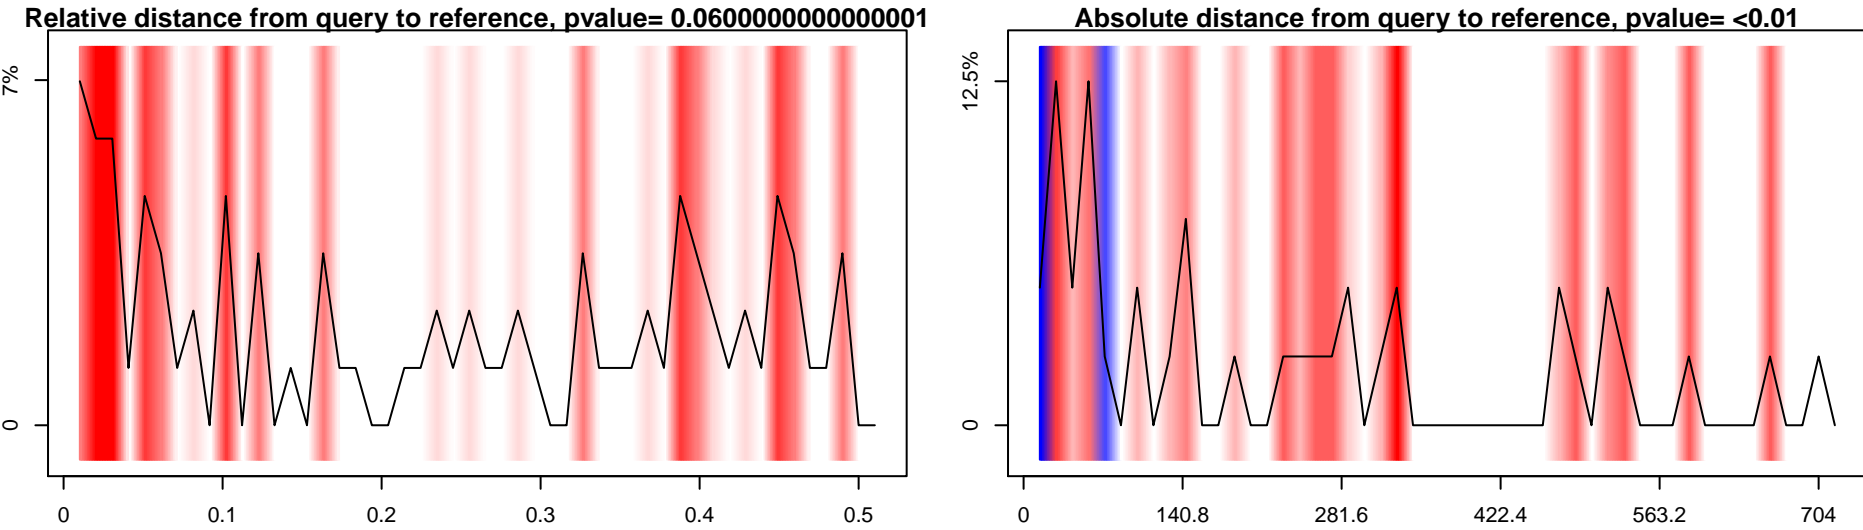 Relative distance from query to reference, pvalue= 0.0600000000000001
7%
0
0 0.1 0.2 0.3 0.4 0.5
Absolute distance from query to reference, pvalue= <0.01
12.5%
0
0 140.8 281.6 422.4 563.2 704